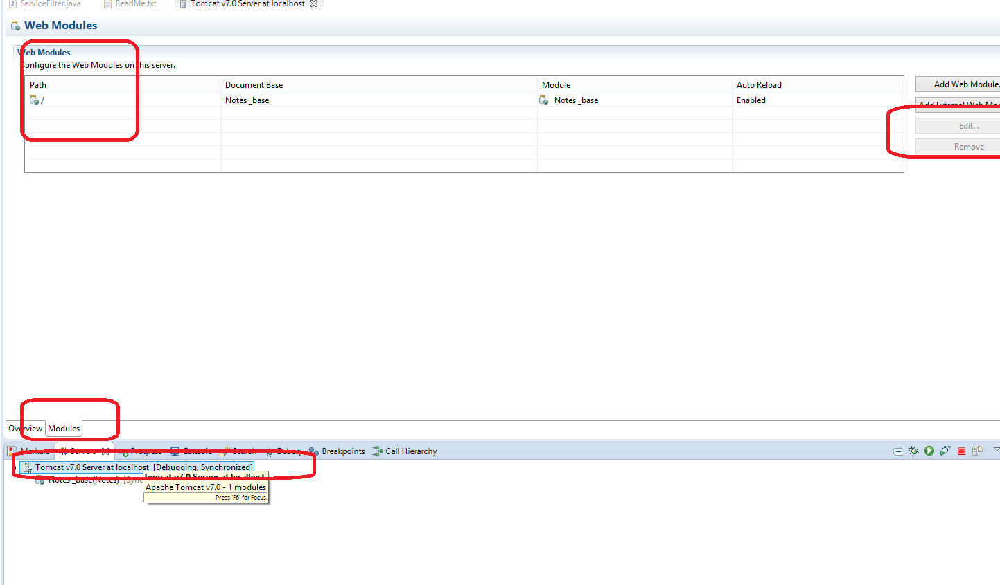 ServiceFilter.java ReadMe.txt Tomcat v7.0 Server at localhost
Web Modules
Web Modules
Configure the Web Modules on this server.
Path Document Base Module Auto Reload
/ Notes _base Notes _base Enabled
Add Web Module.
Add External Web Mod
Edit...
Remove
Overview Modules
Markers Servers Progress Console Search Debug Breakpoints Call Hierarchy
Tomcat v7.0 Server at localhost [Debugging, Synchronized]
Notes _base(Notes) [Sync
Tomcat v7.0 Server at localhost
Apache Tomcat v7.0 - 1 modules
Press 'F6' for Focus.